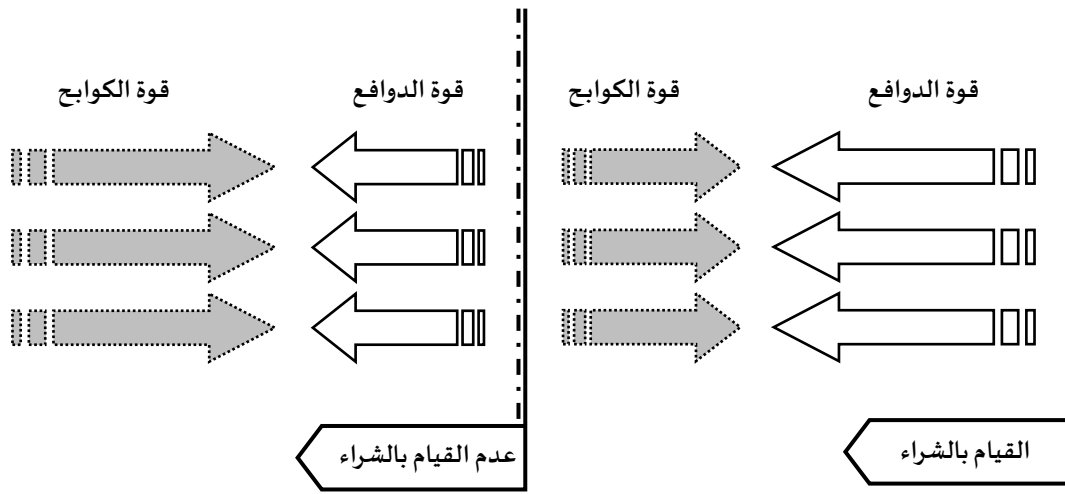 قوة الدوافع
قوة الكوابح
قوة الدوافع
قوة الكوابح
القيام بالشراء
عدم القيام بالشراء